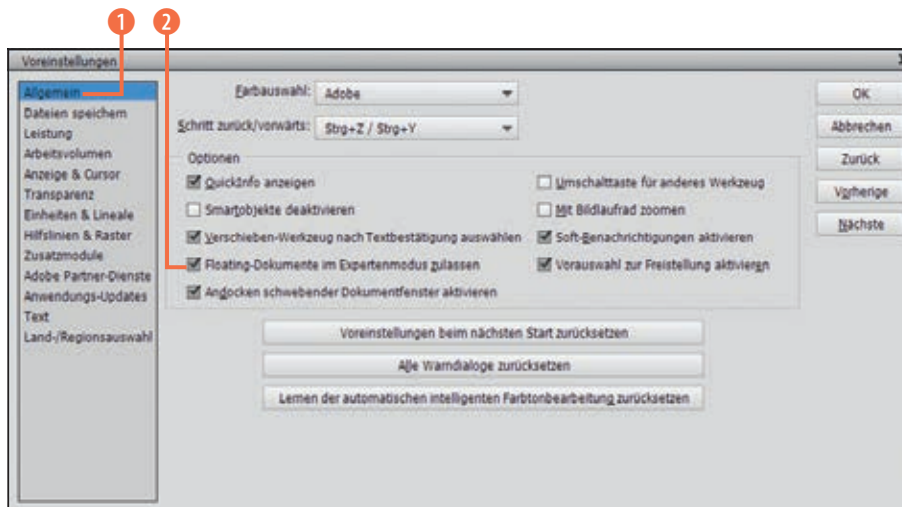 1 2
Voreinstellungen
Allgemein
Dateien speichern
Leistung
Arbeitsvolumen
Anzeige & Cursor
Transparenz
Einheiten & Lineale
Hilfslinien & Raster
Zusatzmodule
Adobe Partner-Dienste
Anwendungs-Updates
Text
Land-/Regionsauswahl
Farbauswahl: Adobe
Schritt zurück/vorwärts: Strg+Z / Strg+Y
Optionen
QuickInfo anzeigen
Smartobjekte deaktivieren
Verschieben-Werkzeug nach Textbestätigung auswählen
Floating-Dokumente im Expertenmodus zulassen
Andocken schwebender Dokumentfenster aktivieren
Umschalttaste für anderes Werkzeug
Mit Bildlaufrad zoomen
Soft-Benachrichtigungen aktivieren
Vorauswahl zur Freistellung aktivieren
Voreinstellungen beim nächsten Start zurücksetzen
Alle Warndialoge zurücksetzen
Lernen der automatischen intelligenten Farbtonbearbeitung zurücksetzen
OK
Abbrechen
Zurück
Vorherige
Nächste